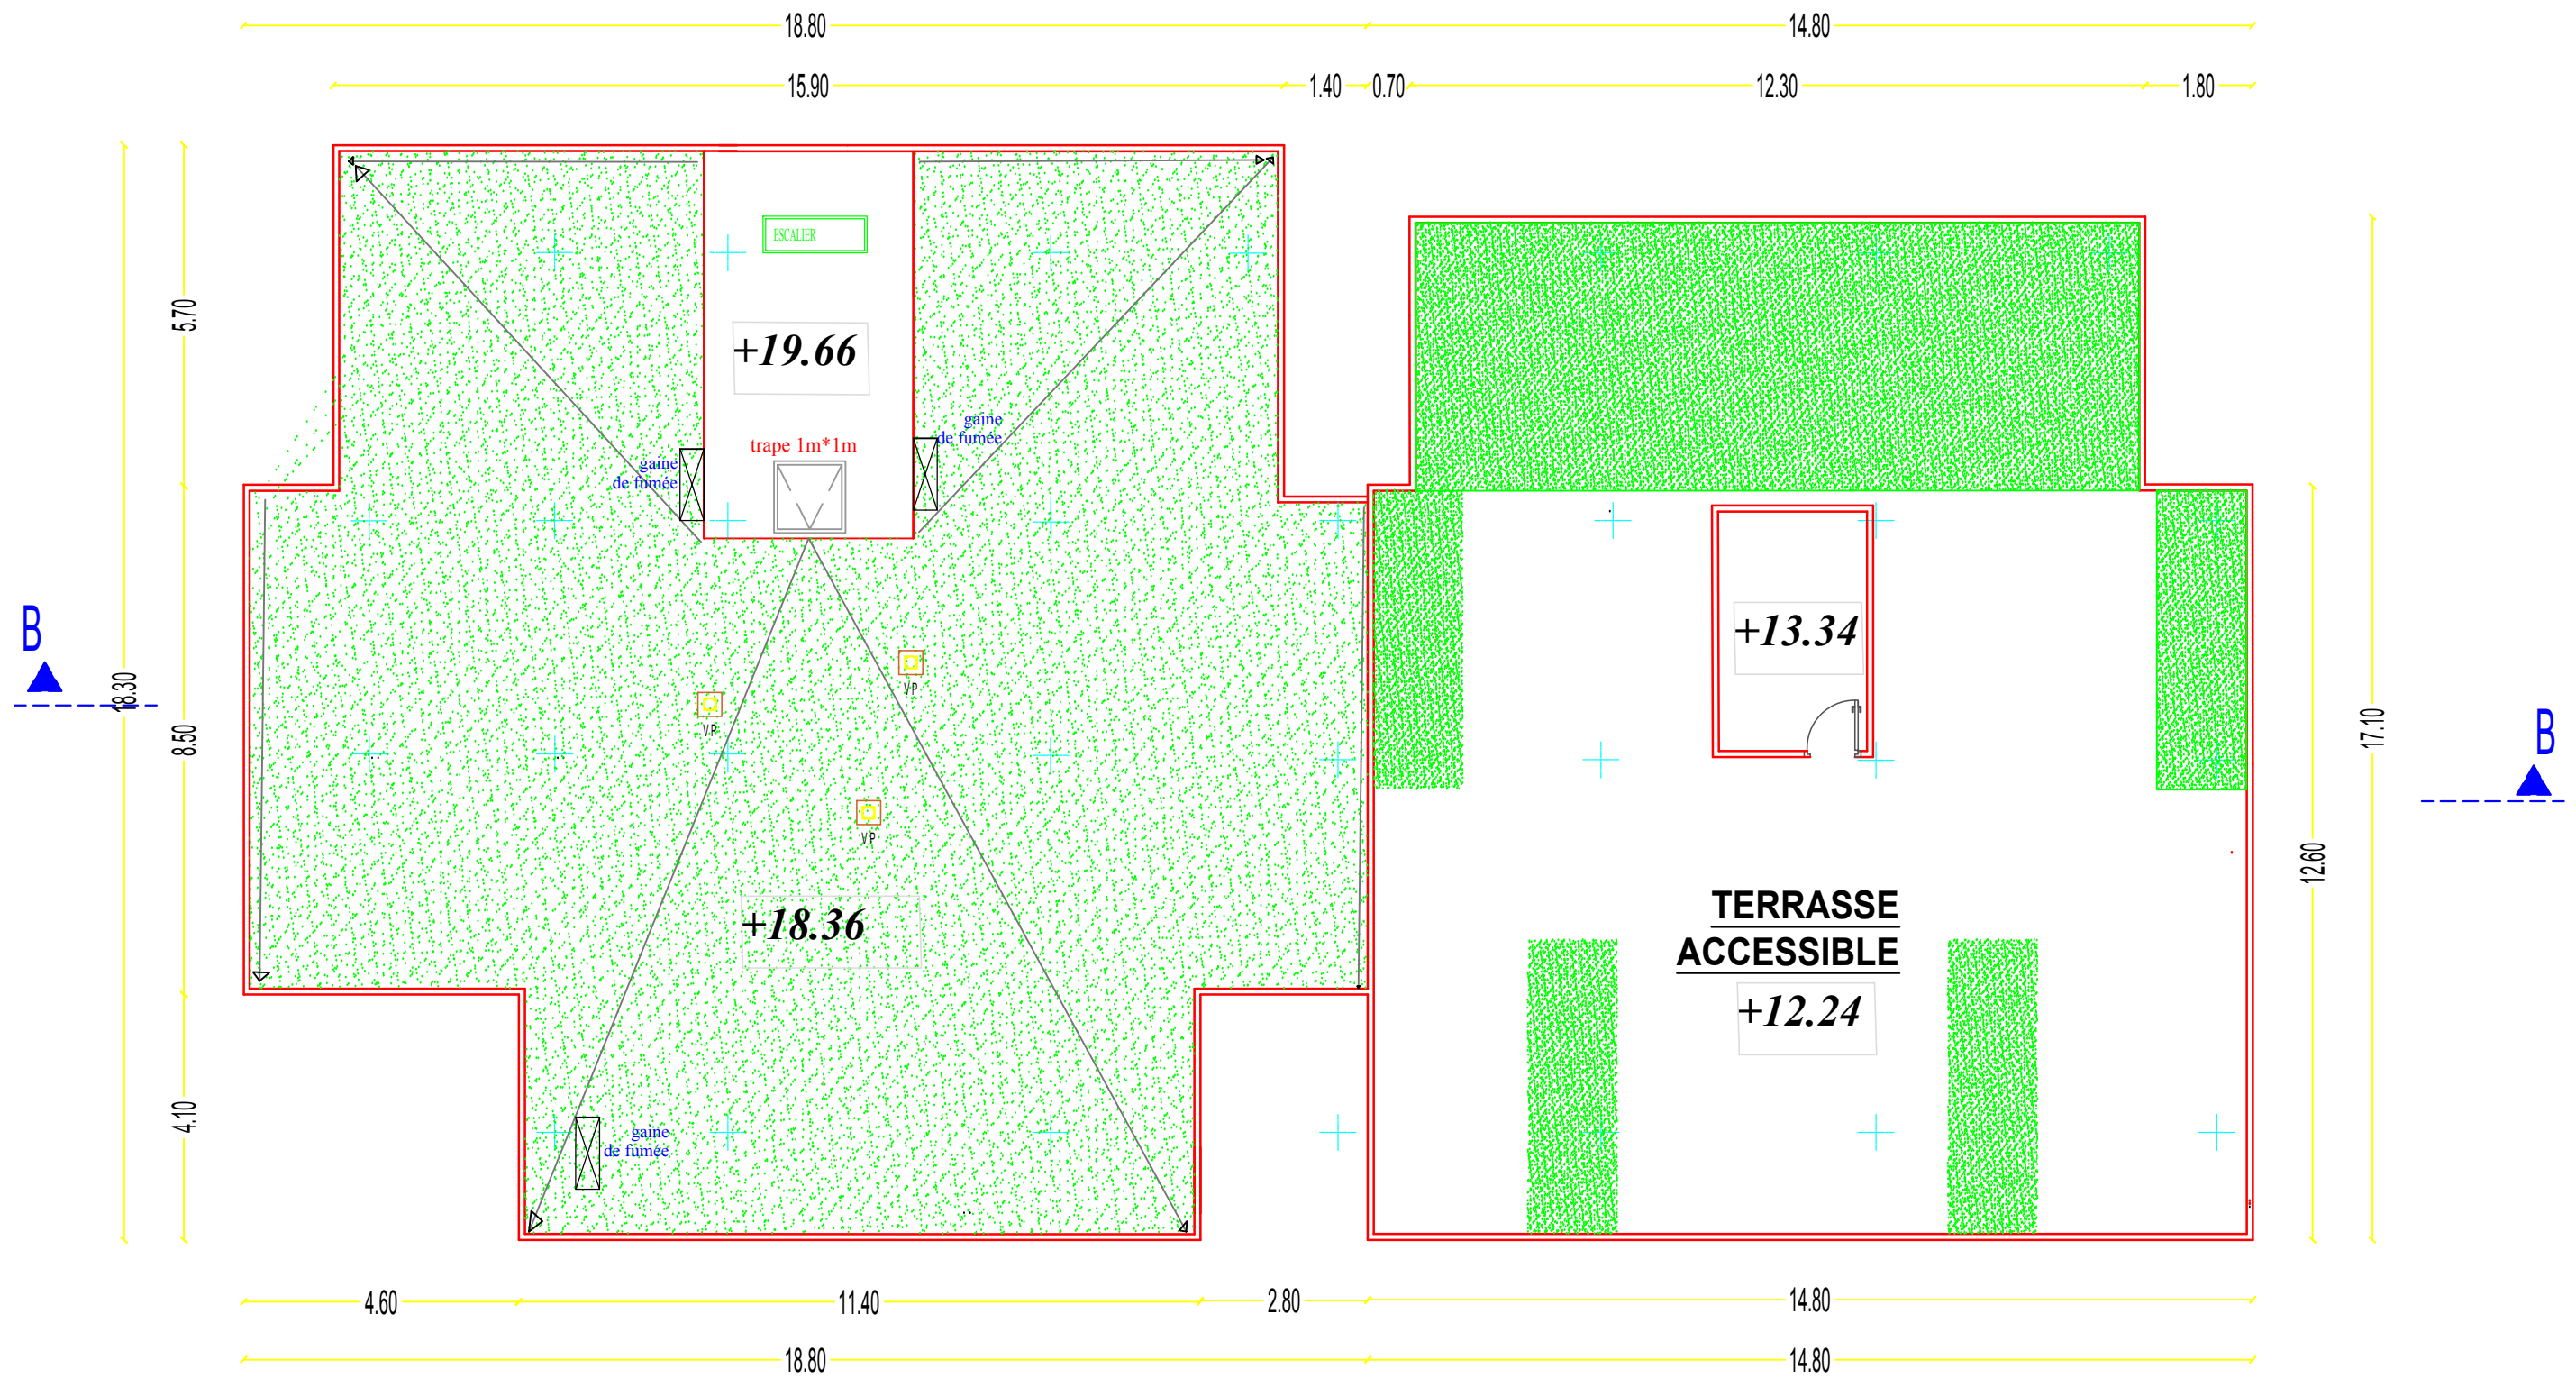 18.80
14.80
15.90
1.40
0.70
12.30
1.80
ESCALIER
5.70
+19.66
gaine
de fumée
trape 1m*1m
gaine
de fumée
B
+13.34
18.30
V.P
8.50
V.P
17.10
B
V.P
12.60
TERRASSE
ACCESSIBLE
+18.36
+12.24
4.10
gaine
de fumée
4.60
11.40
2.80
14.80
18.80
14.80